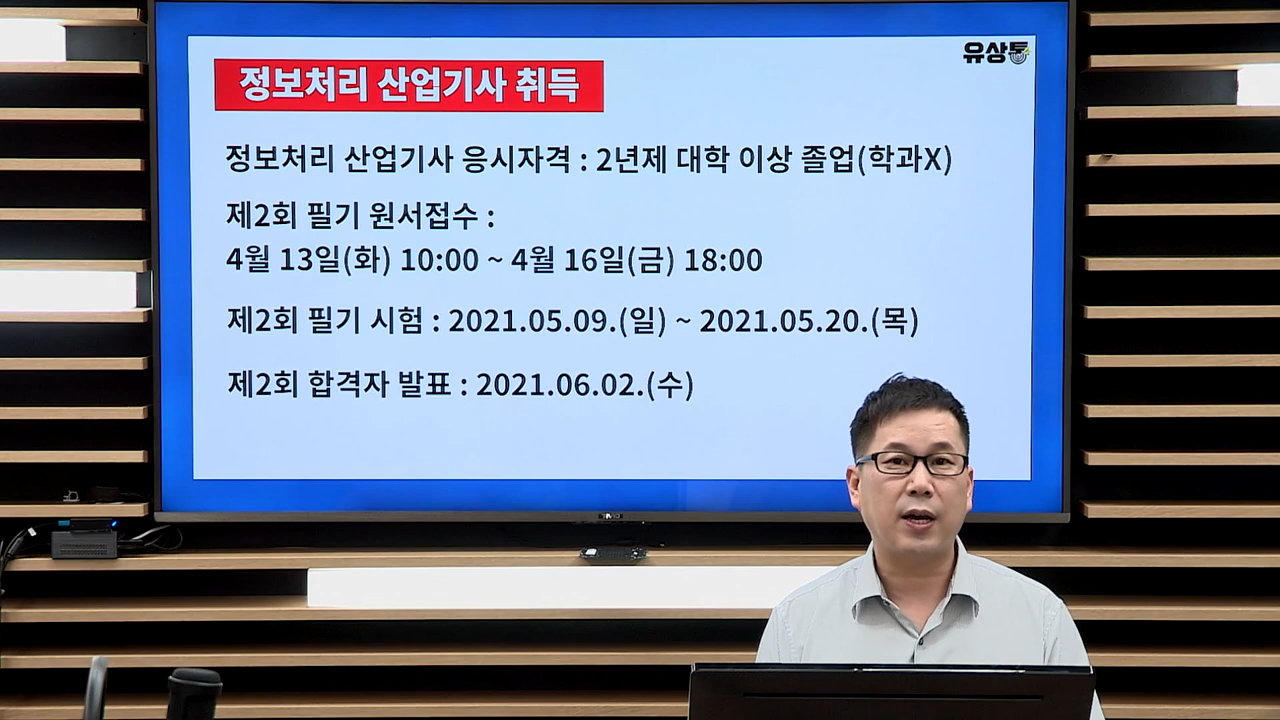 유상통
정보처리 산업기사 취득
정보처리 산업기사 응시자격 : 2년제 대학 이상 졸업(학과X)
제2회 필기 원서접수 :
4월 13일(화) 10:00 ~ 4월 16일(금) 18:00
제2회 필기 시험 : 2021.05.09.(일) ~ 2021.05.20.(목)
제2회 합격자 발표 : 2021.06.02.(수)